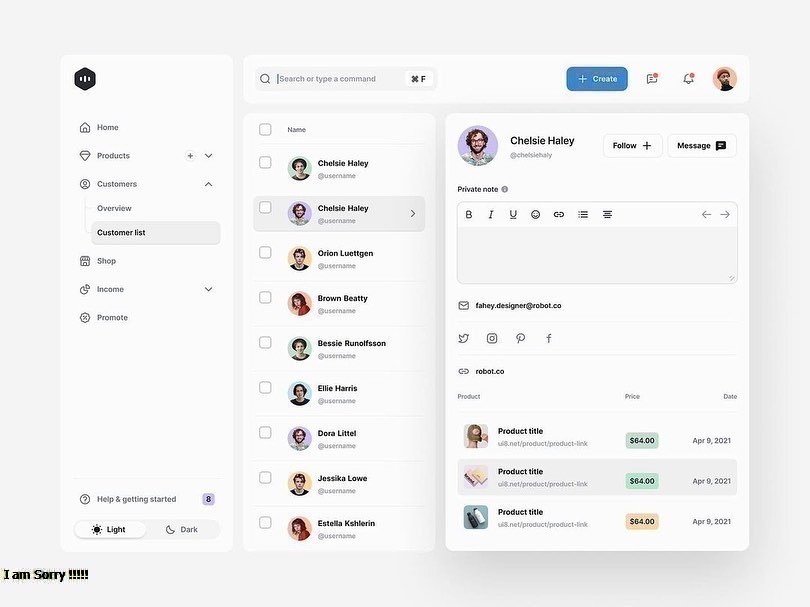 Search or type a command
⌘ F
+ Create
Home
Products
+
Customers
Overview
Customer list
Shop
Income
Promote
Help & getting started
8
Light
Dark
Name
Chelsie Haley
@username
Chelsie Haley
@username
Orion Luettgen
@username
Brown Beatty
@username
Bessie Runolfsson
@username
Ellie Harris
@username
Dora Littel
@username
Jessika Lowe
@username
Estella Kshlerin
@username
Chelsie Haley
@chelsiehaly
Follow +
Message
Private note
B I U
fahey.designer@robot.co
robot.co
Product Price Date
Product title
ui8.net/product/product-link
$64.00
Apr 9, 2021
Product title
ui8.net/product/product-link
$64.00
Apr 9, 2021
Product title
ui8.net/product/product-link
$64.00
Apr 9, 2021
I am Sorry !!!!!